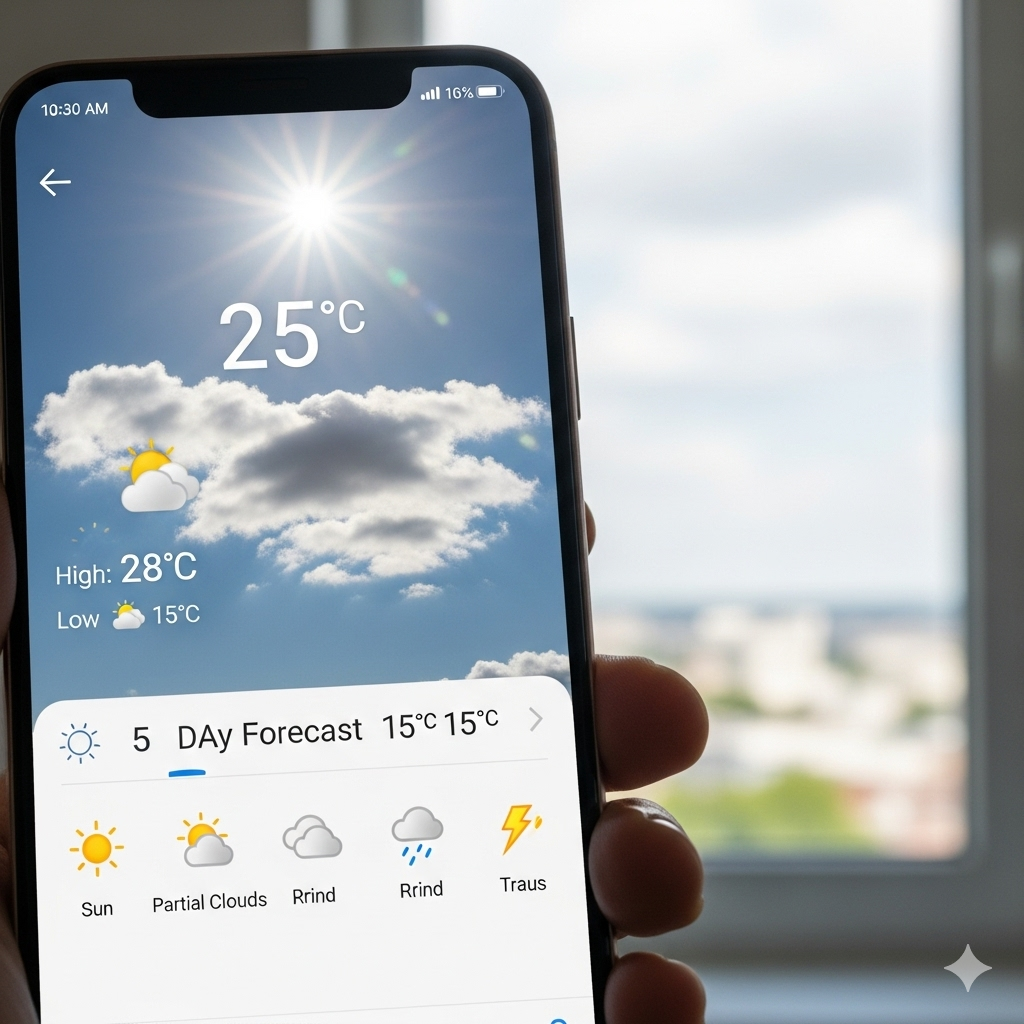 10:30 AM 16%
25°C
High: 28°C
Low 15°C
5 DAy Forecast 15°C 15°C
Sun Partial Clouds Rrind Rrind Traus